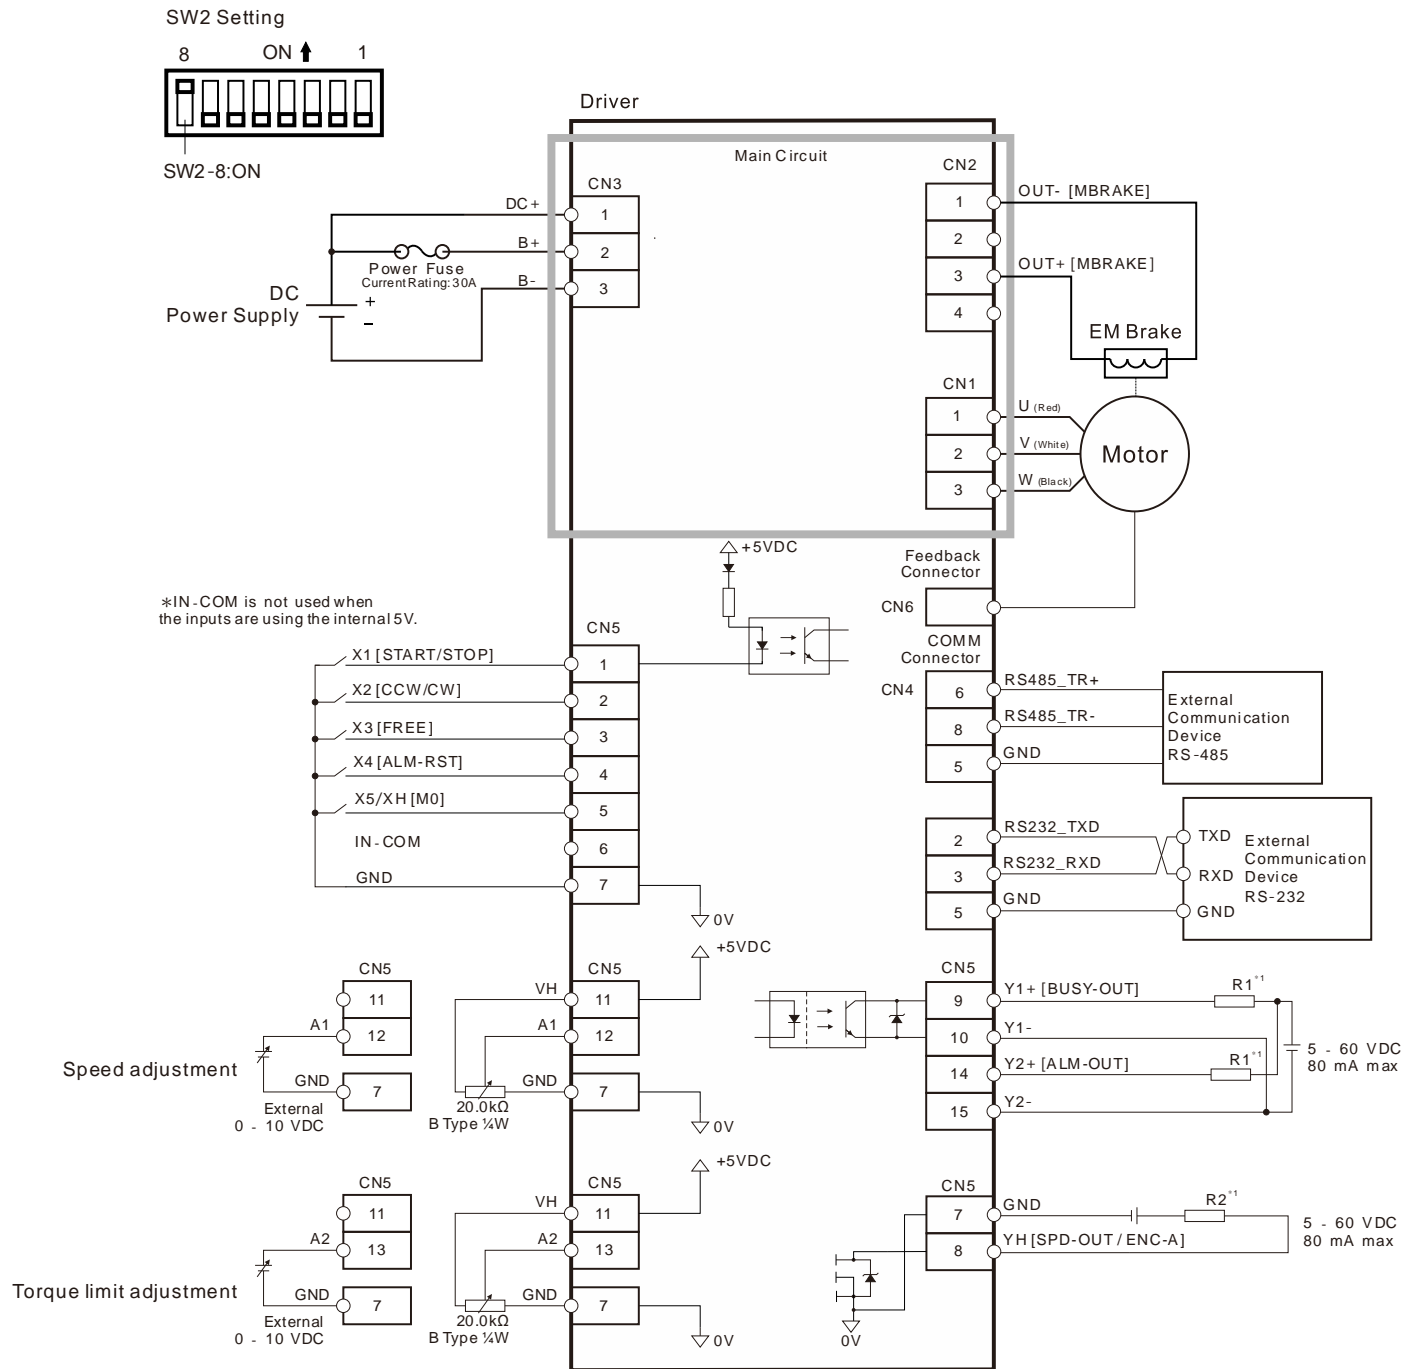 SW2 Setting
8 ON 1
SW2-8:ON
Driver
Main Circuit
CN3
DC+ 1
B+ 2
B- 3
Power Fuse
Current Rating: 30A
DC
Power Supply
+
−
CN2
1 OUT- [MBRAKE]
2
3 OUT+ [MBRAKE]
4
EM Brake
CN1
1 U (Red)
2 V (White)
3 W (Black)
Motor
+5VDC
Feedback
Connector
CN6
*IN-COM is not used when
the inputs are using the internal 5V.
CN5
X1 [START/STOP] 1
X2 [CCW/CW] 2
X3 [FREE] 3
X4 [ALM-RST] 4
X5/XH [M0] 5
IN-COM 6
GND 7
0V
COMM
Connector
CN4
6 RS485_TR+
8 RS485_TR-
5 GND
External
Communication
Device
RS-485
2 RS232_TXD
3 RS232_RXD
5 GND
TXD
RXD
GND
External
Communication
Device
RS-232
Speed adjustment
CN5
11
A1 12
GND 7
External
0 - 10 VDC
CN5
VH 11
A1 12
GND 7
20.0kΩ
B Type ¼W
+5VDC
0V
CN5
9 Y1+ [BUSY-OUT]
10 Y1-
14 Y2+ [ALM-OUT]
15 Y2-
R1*1
R1*1
5 - 60 VDC
80 mA max
Torque limit adjustment
CN5
11
A2 13
GND 7
External
0 - 10 VDC
CN5
VH 11
A2 13
GND 7
20.0kΩ
B Type ¼W
+5VDC
0V
CN5
7 GND
8 YH [SPD-OUT / ENC-A]
R2*1
5 - 60 VDC
80 mA max
0V